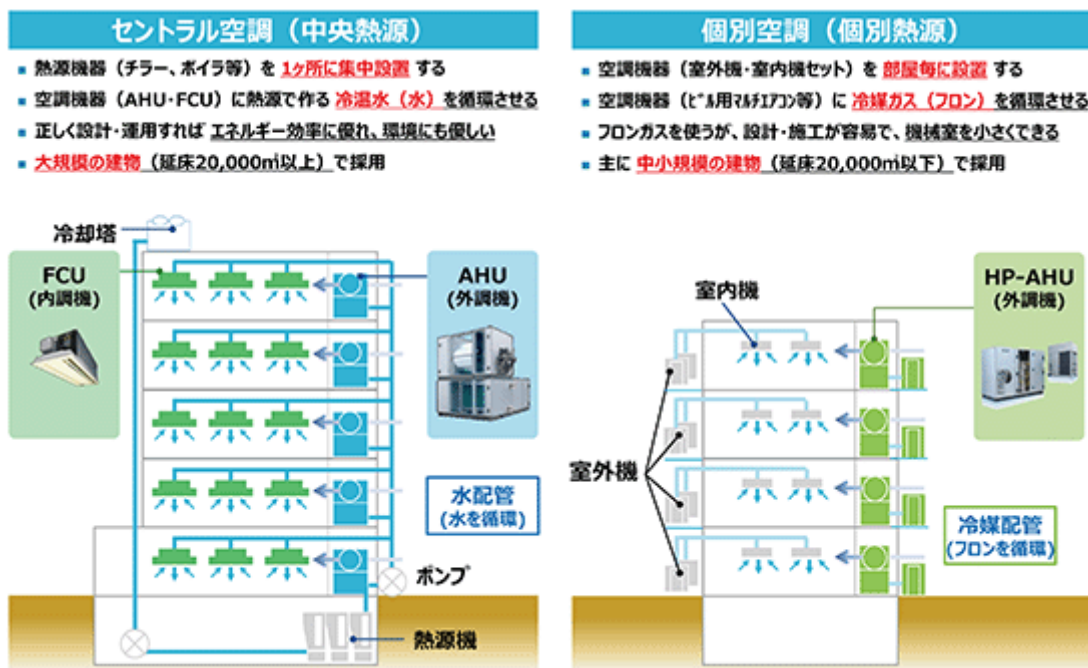 セントラル空調（中央熱源）
▪ 熱源機器（チラー、ボイラ等）を 1ヶ所に集中設置 する
▪ 空調機器（AHU・FCU）に熱源で作る 冷温水（水）を循環させる
▪ 正しく設計・運用すれば エネルギー効率に優れ、環境にも優しい
▪ 大規模の建物（延床20,000㎡以上）で採用
冷却塔
FCU
(内調機)
AHU
(外調機)
水配管
(水を循環)
ポンプ
熱源機
個別空調（個別熱源）
▪ 空調機器（室外機・室内機セット）を 部屋毎に設置 する
▪ 空調機器（ﾋﾞﾙ用ﾏﾙﾁｴｱｺﾝ等）に 冷媒ガス（フロン）を循環させる
▪ フロンガスを使うが、設計・施工が容易で、機械室を小さくできる
▪ 主に 中小規模の建物（延床20,000㎡以下）で採用
室内機
HP-AHU
(外調機)
室外機
冷媒配管
(フロンを循環)